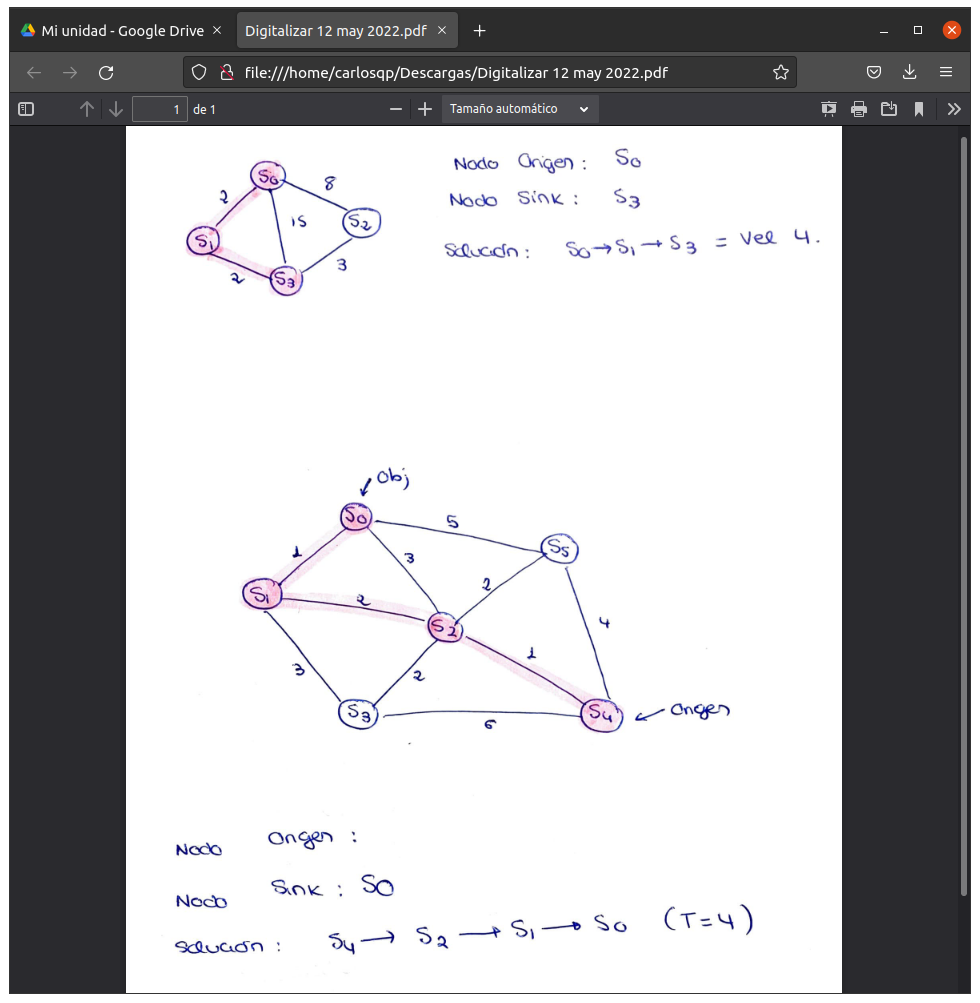 Mi unidad - Google Drive
Digitalizar 12 may 2022.pdf
file:///home/carlosqp/Descargas/Digitalizar 12 may 2022.pdf
1 de 1
Tamaño automático
Nodo Origen : S0
Nodo Sink : S3
Solución : S0 → S1 → S3 = Vel 4.
S0
8
2
15
S2
S1
3
2
S3
Obj
S0
5
S5
1
3
2
S1
2
S2
4
3
2
1
S3
6
S4
Origen
Nodo Origen :
Nodo Sink : S0
Solución : S4 → S2 → S1 → S0 (T=4)